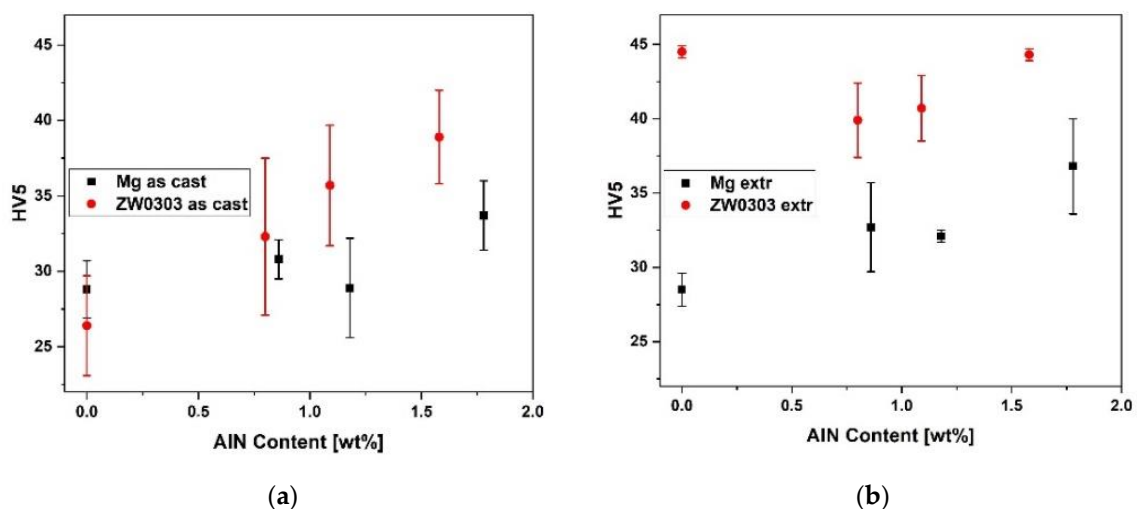 45
40
35
30
25
HV5
Mg as cast
ZW0303 as cast
0.0 0.5 1.0 1.5 2.0
AlN Content [wt%]
(a)
45
40
35
30
25
HV5
Mg extr
ZW0303 extr
0.0 0.5 1.0 1.5 2.0
AlN Content [wt%]
(b)